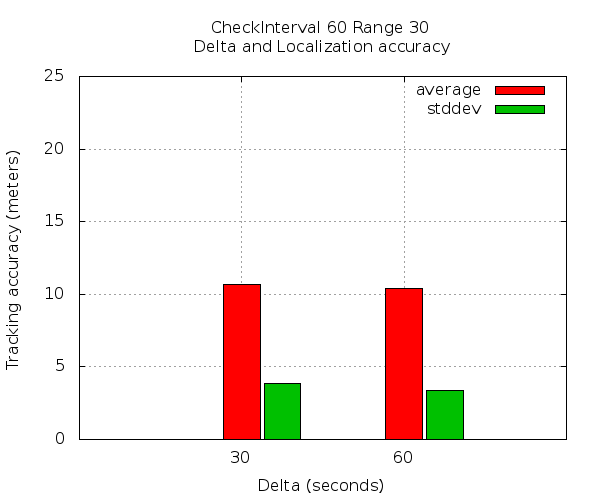 CheckInterval 60 Range 30
Delta and Localization accuracy
25
20
15
10
5
0
Tracking accuracy (meters)
average
stddev
30 60
Delta (seconds)